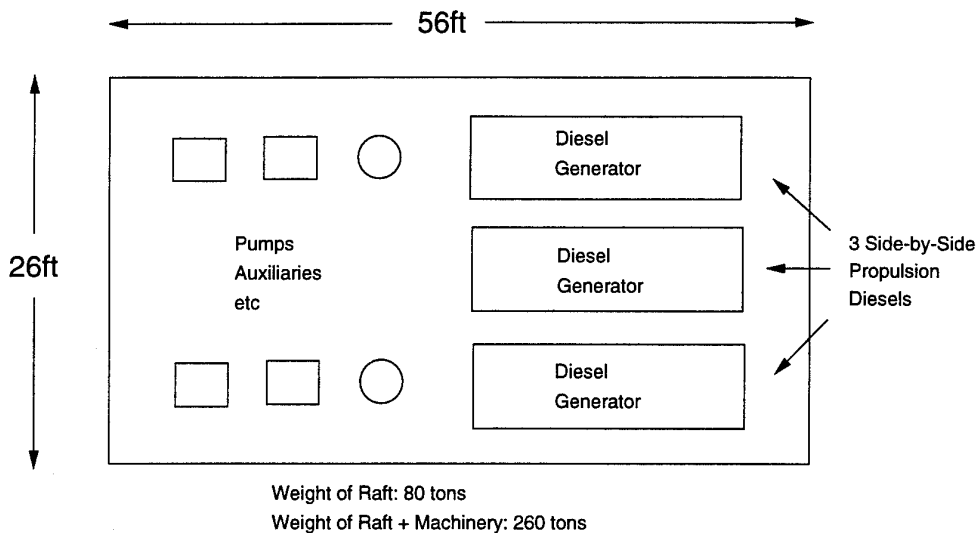 56ft
26ft
Diesel
Generator
Diesel
Generator
Diesel
Generator
Pumps
Auxiliaries
etc
3 Side-by-Side
Propulsion
Diesels
Weight of Raft: 80 tons
Weight of Raft + Machinery: 260 tons